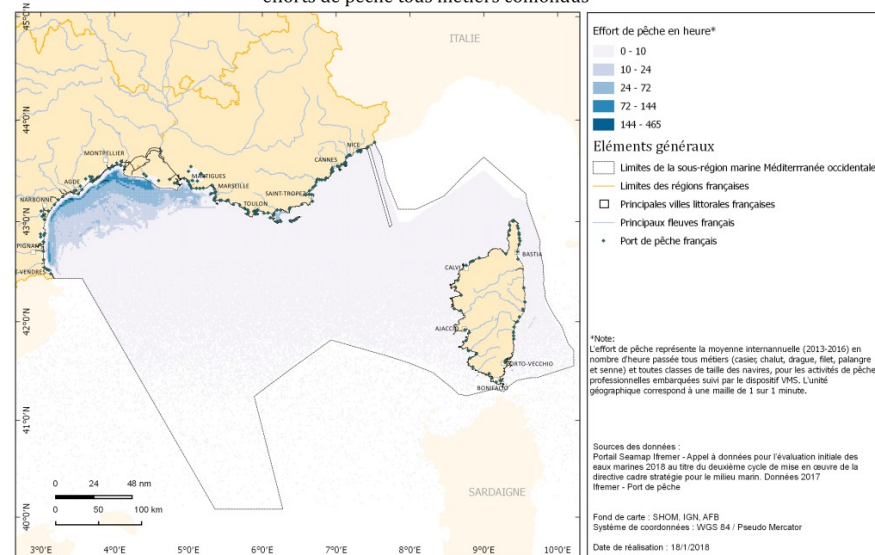 efforts de pêche tous métiers confondus
45°0'N
44°0'N
43°0'N
42°0'N
41°0'N
40°0'N
3°0'E
4°0'E
5°0'E
6°0'E
7°0'E
8°0'E
9°0'E
10°0'E
ITALIE
MONTPELLIER
AGDE
NARBONNE
PIGNAN
T-VENDRES
MARTIGUES
MARSEILLE
TOULON
SAINT-TROPEZ
CANNES
NICE
BASTIA
CALVI
AJACCIO
PORTO-VECCHIO
BONIFACIO
SARDAIGNE
0 24 48 nm
0 50 100 km
Effort de pêche en heure*
0 - 10
10 - 24
24 - 72
72 - 144
144 - 465
Eléments généraux
Limites de la sous-région marine Méditerrranée occidentale
Limites des régions françaises
Principales villes littorales françaises
Principaux fleuves français
Port de pêche français
*Note:
L'effort de pêche représente la moyenne internannuelle (2013-2016) en
nombre d'heure passée tous métiers (casier, chalut, drague, filet, palangre
et senne) et toutes classes de taille des navires, pour les activités de pêche
professionnelles embarquées suivi par le dispositif VMS. L'unité
géographique correspond à une maille de 1 sur 1 minute.
Sources des données :
Portail Seamap Ifremer - Appel à données pour l'évaluation initiale des
eaux marines 2018 au titre du deuxième cycle de mise en œuvre de la
directive cadre stratégie pour le milieu marin. Données 2017
Ifremer - Port de pêche
Fond de carte : SHOM, IGN, AFB
Système de coordonnées : WGS 84 / Pseudo Mercator
Date de réalisation : 18/1/2018